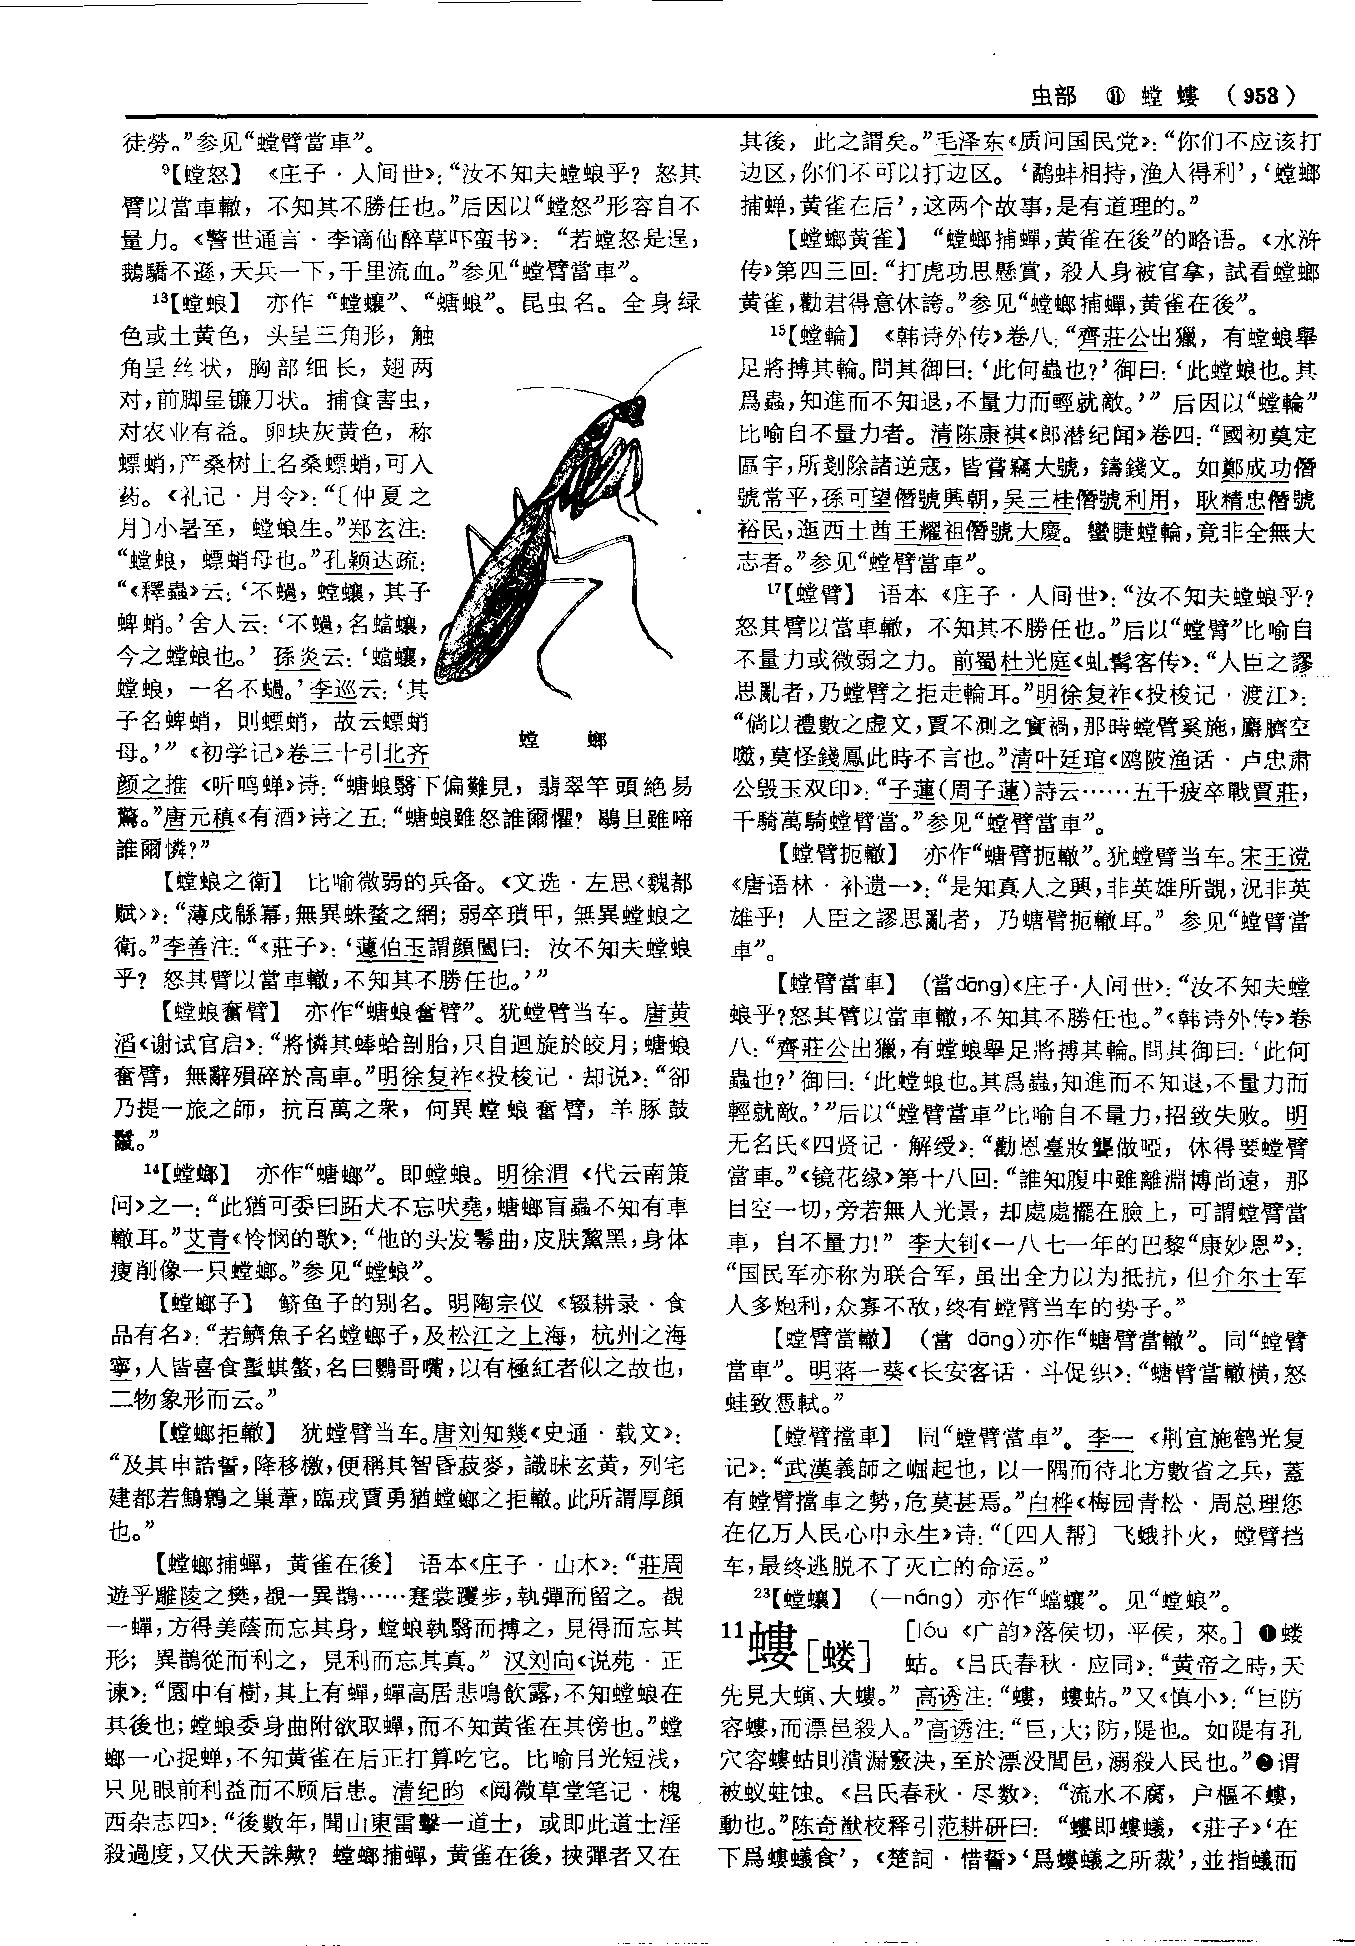 虫部 ⑪ 螳 螻 （953）
徒勞。”参见“螳臂當車”。
⁹【螳怒】 《庄子·人间世》：“汝不知夫螳蜋乎？怒其
臂以當車轍，不知其不勝任也。”后因以“螳怒”形容自不
量力。《警世通言·李谪仙醉草吓蛮书》：“若螳怒是逞，
鵝驕不遜，天兵一下，千里流血。”参见“螳臂當車”。
¹³【螳蜋】 亦作“螳蠰”、“螗蜋”。昆虫名。全身绿
色或土黄色，头呈三角形，触
角呈丝状，胸部细长，翅两
对，前脚呈镰刀状。捕食害虫，
对农业有益。卵块灰黄色，称
螵蛸，产桑树上名桑螵蛸，可入
药。《礼记·月令》：“〔仲夏之
月〕小暑至，螳蜋生。”郑玄注：
“螳蜋，螵蛸母也。”孔颖达疏：
“《釋蟲》云：‘不蜩，螳蠰，其子
蜱蛸。’舍人云：‘不蜩，名蟷蠰，
今之螳蜋也。’孫炎云：‘蟷蠰，
螳蜋，一名不蜩。’李巡云：‘其
子名蜱蛸，則螵蛸，故云螵蛸
母。’”《初学记》卷三十引北齐
颜之推《听鸣蝉》诗：“螗蜋翳下偏難見，翡翠竿頭絶易
驚。”唐元稹《有酒》诗之五：“螗蜋雖怒誰爾懼？鶡旦雖啼
誰爾憐？”
螳 螂
【螳蜋之衛】 比喻微弱的兵备。《文选·左思〈魏都
赋〉》：“薄戍緜幂，無異蛛蝥之網；弱卒瑣甲，無異螳蜋之
衛。”李善注：“《莊子》：‘蘧伯玉謂顔闔曰：汝不知夫螳蜋
乎？怒其臂以當車轍，不知其不勝任也。’”
【螳蜋奮臂】 亦作“螗蜋奮臂”。犹螳臂当车。唐黄
滔《谢试官启》：“將憐其蜯蛤剖胎，只自迴旋於皎月；螗蜋
奮臂，無辭殞碎於高車。”明徐复祚《投梭记·却说》：“卻
乃提一旅之師，抗百萬之衆，何異螳蜋奮臂，羊豚鼓
鬣。”
¹⁴【螳螂】 亦作“螗螂”。即螳蜋。明徐渭《代云南策
问》之一：“此猶可委曰跖犬不忘吠堯，螗螂盲蟲不知有車
轍耳。”艾青《怜悯的歌》：“他的头发鬈曲，皮肤黧黑，身体
瘦削像一只螳螂。”参见“螳蜋”。
【螳螂子】 鲚鱼子的别名。明陶宗仪《辍耕录·食
品有名》：“若鱭魚子名螳螂子，及松江之上海，杭州之海
寧，人皆喜食蟚蜞螯，名曰鸚哥嘴，以有極紅者似之故也，
二物象形而云。”
【螳螂拒轍】 犹螳臂当车。唐刘知幾《史通·载文》：
“及其申誥誓，降移檄，便稱其智昏菽麥，識昧玄黄，列宅
建都若鷦鷯之巢葦，臨戎賈勇猶螳螂之拒轍。此所謂厚顔
也。”
【螳螂捕蟬，黄雀在後】 语本《庄子·山木》：“莊周
遊乎雕陵之樊，覩一異鵲……蹇裳躩步，執彈而留之。覩
一蟬，方得美蔭而忘其身，螳蜋執翳而搏之，見得而忘其
形；異鵲從而利之，見利而忘其真。”汉刘向《说苑·正
谏》：“園中有樹，其上有蟬，蟬高居悲鳴飲露，不知螳蜋在
其後也；螳蜋委身曲附欲取蟬，而不知黄雀在其傍也。”螳
螂一心捉蝉，不知黄雀在后正打算吃它。比喻目光短浅，
只见眼前利益而不顾后患。清纪昀《阅微草堂笔记·槐
西杂志四》：“後數年，聞山東雷擊一道士，或即此道士淫
殺過度，又伏天誅歟？螳螂捕蟬，黄雀在後，挾彈者又在
其後，此之謂矣。”毛泽东《质问国民党》：“你们不应该打
边区，你们不可以打边区。‘鹬蚌相持，渔人得利’，‘螳螂
捕蝉，黄雀在后’，这两个故事，是有道理的。”
【螳螂黄雀】 “螳螂捕蟬，黄雀在後”的略语。《水浒
传》第四三回：“打虎功思懸賞，殺人身被官拿，試看螳螂
黄雀，勸君得意休誇。”参见“螳螂捕蟬，黄雀在後”。
¹⁵【螳輪】 《韩诗外传》卷八：“齊莊公出獵，有螳蜋舉
足將搏其輪。問其御曰：‘此何蟲也？’御曰：‘此螳蜋也。其
爲蟲，知進而不知退，不量力而輕就敵。’”后因以“螳輪”
比喻自不量力者。清陈康祺《郎潜纪闻》卷四：“國初奠定
區宇，所剗除諸逆寇，皆嘗竊大號，鑄錢文。如鄭成功僭
號常平，孫可望僭號興朝，吴三桂僭號利用，耿精忠僭號
裕民，逃西土酋王耀祖僭號大慶。蠻睫螳輪，竟非全無大
志者。”参见“螳臂當車”。
¹⁷【螳臂】 语本《庄子·人间世》：“汝不知夫螳蜋乎？
怒其臂以當車轍，不知其不勝任也。”后以“螳臂”比喻自
不量力或微弱之力。前蜀杜光庭《虬髯客传》：“人臣之謬
思亂者，乃螳臂之拒走輪耳。”明徐复祚《投梭记·渡江》：
“倘以禮數之虚文，賈不測之實禍，那時螳臂奚施，麝臍空
噬，莫怪錢鳳此時不言也。”清叶廷琯《鸥陂渔话·卢忠肃
公毁玉双印》：“子蓮（周子蓮）詩云……五千疲卒戰賈莊，
千騎萬騎螳臂當。”参见“螳臂當車”。
【螳臂扼轍】 亦作“螗臂扼轍”。犹螳臂当车。宋王谠
《唐语林·补遗一》：“是知真人之興，非英雄所覬，況非英
雄乎！人臣之謬思亂者，乃螗臂扼轍耳。”参见“螳臂當
車”。
【螳臂當車】 （當dāng）《庄子·人间世》：“汝不知夫螳
蜋乎？怒其臂以當車轍，不知其不勝任也。”《韩诗外传》卷
八：“齊莊公出獵，有螳蜋舉足將搏其輪。問其御曰：‘此何
蟲也？’御曰：‘此螳蜋也。其爲蟲，知進而不知退，不量力而
輕就敵。’”后以“螳臂當車”比喻自不量力，招致失败。明
无名氏《四贤记·解绶》：“勸恩臺妝聾做啞，休得要螳臂
當車。”《镜花缘》第十八回：“誰知腹中雖離淵博尚遠，那
目空一切，旁若無人光景，却處處擺在臉上，可謂螳臂當
車，自不量力！”李大钊《一八七一年的巴黎“康妙恩”》：
“国民军亦称为联合军，虽出全力以为抵抗，但介尔士军
人多炮利，众寡不敌，终有螳臂当车的势子。”
【螳臂當轍】 （當 dāng）亦作“螗臂當轍”。同“螳臂
當車”。明蒋一葵《长安客话·斗促织》：“螗臂當轍横，怒
蛙致憑軾。”
【螳臂擋車】 同“螳臂當車”。李一《荆宜施鹤光复
记》：“武漢義師之崛起也，以一隅而待北方數省之兵，蓋
有螳臂擋車之勢，危莫甚焉。”白桦《梅园青松·周总理您
在亿万人民心中永生》诗：“〔四人帮〕飞蛾扑火，螳臂挡
车，最终逃脱不了灭亡的命运。”
²³【螳蠰】 （—náng）亦作“蟷蠰”。见“螳蜋”。
¹¹螻［蝼］ ［lóu《广韵》落侯切，平侯，來。］❶蝼
蛄。《吕氏春秋·应同》：“黄帝之時，天
先見大螾、大螻。”高诱注：“螻，螻蛄。”又《慎小》：“巨防
容螻，而漂邑殺人。”高诱注：“巨，大；防，隄也。如隄有孔
穴容螻蛄則潰漏竅決，至於漂没閭邑，溺殺人民也。”❷谓
被蚁蛀蚀。《吕氏春秋·尽数》：“流水不腐，户樞不螻，
動也。”陈奇猷校释引范耕研曰：“螻即螻蟻，《莊子》‘在
下爲螻蟻食’，《楚詞·惜誓》‘爲螻蟻之所裁’，並指蟻而